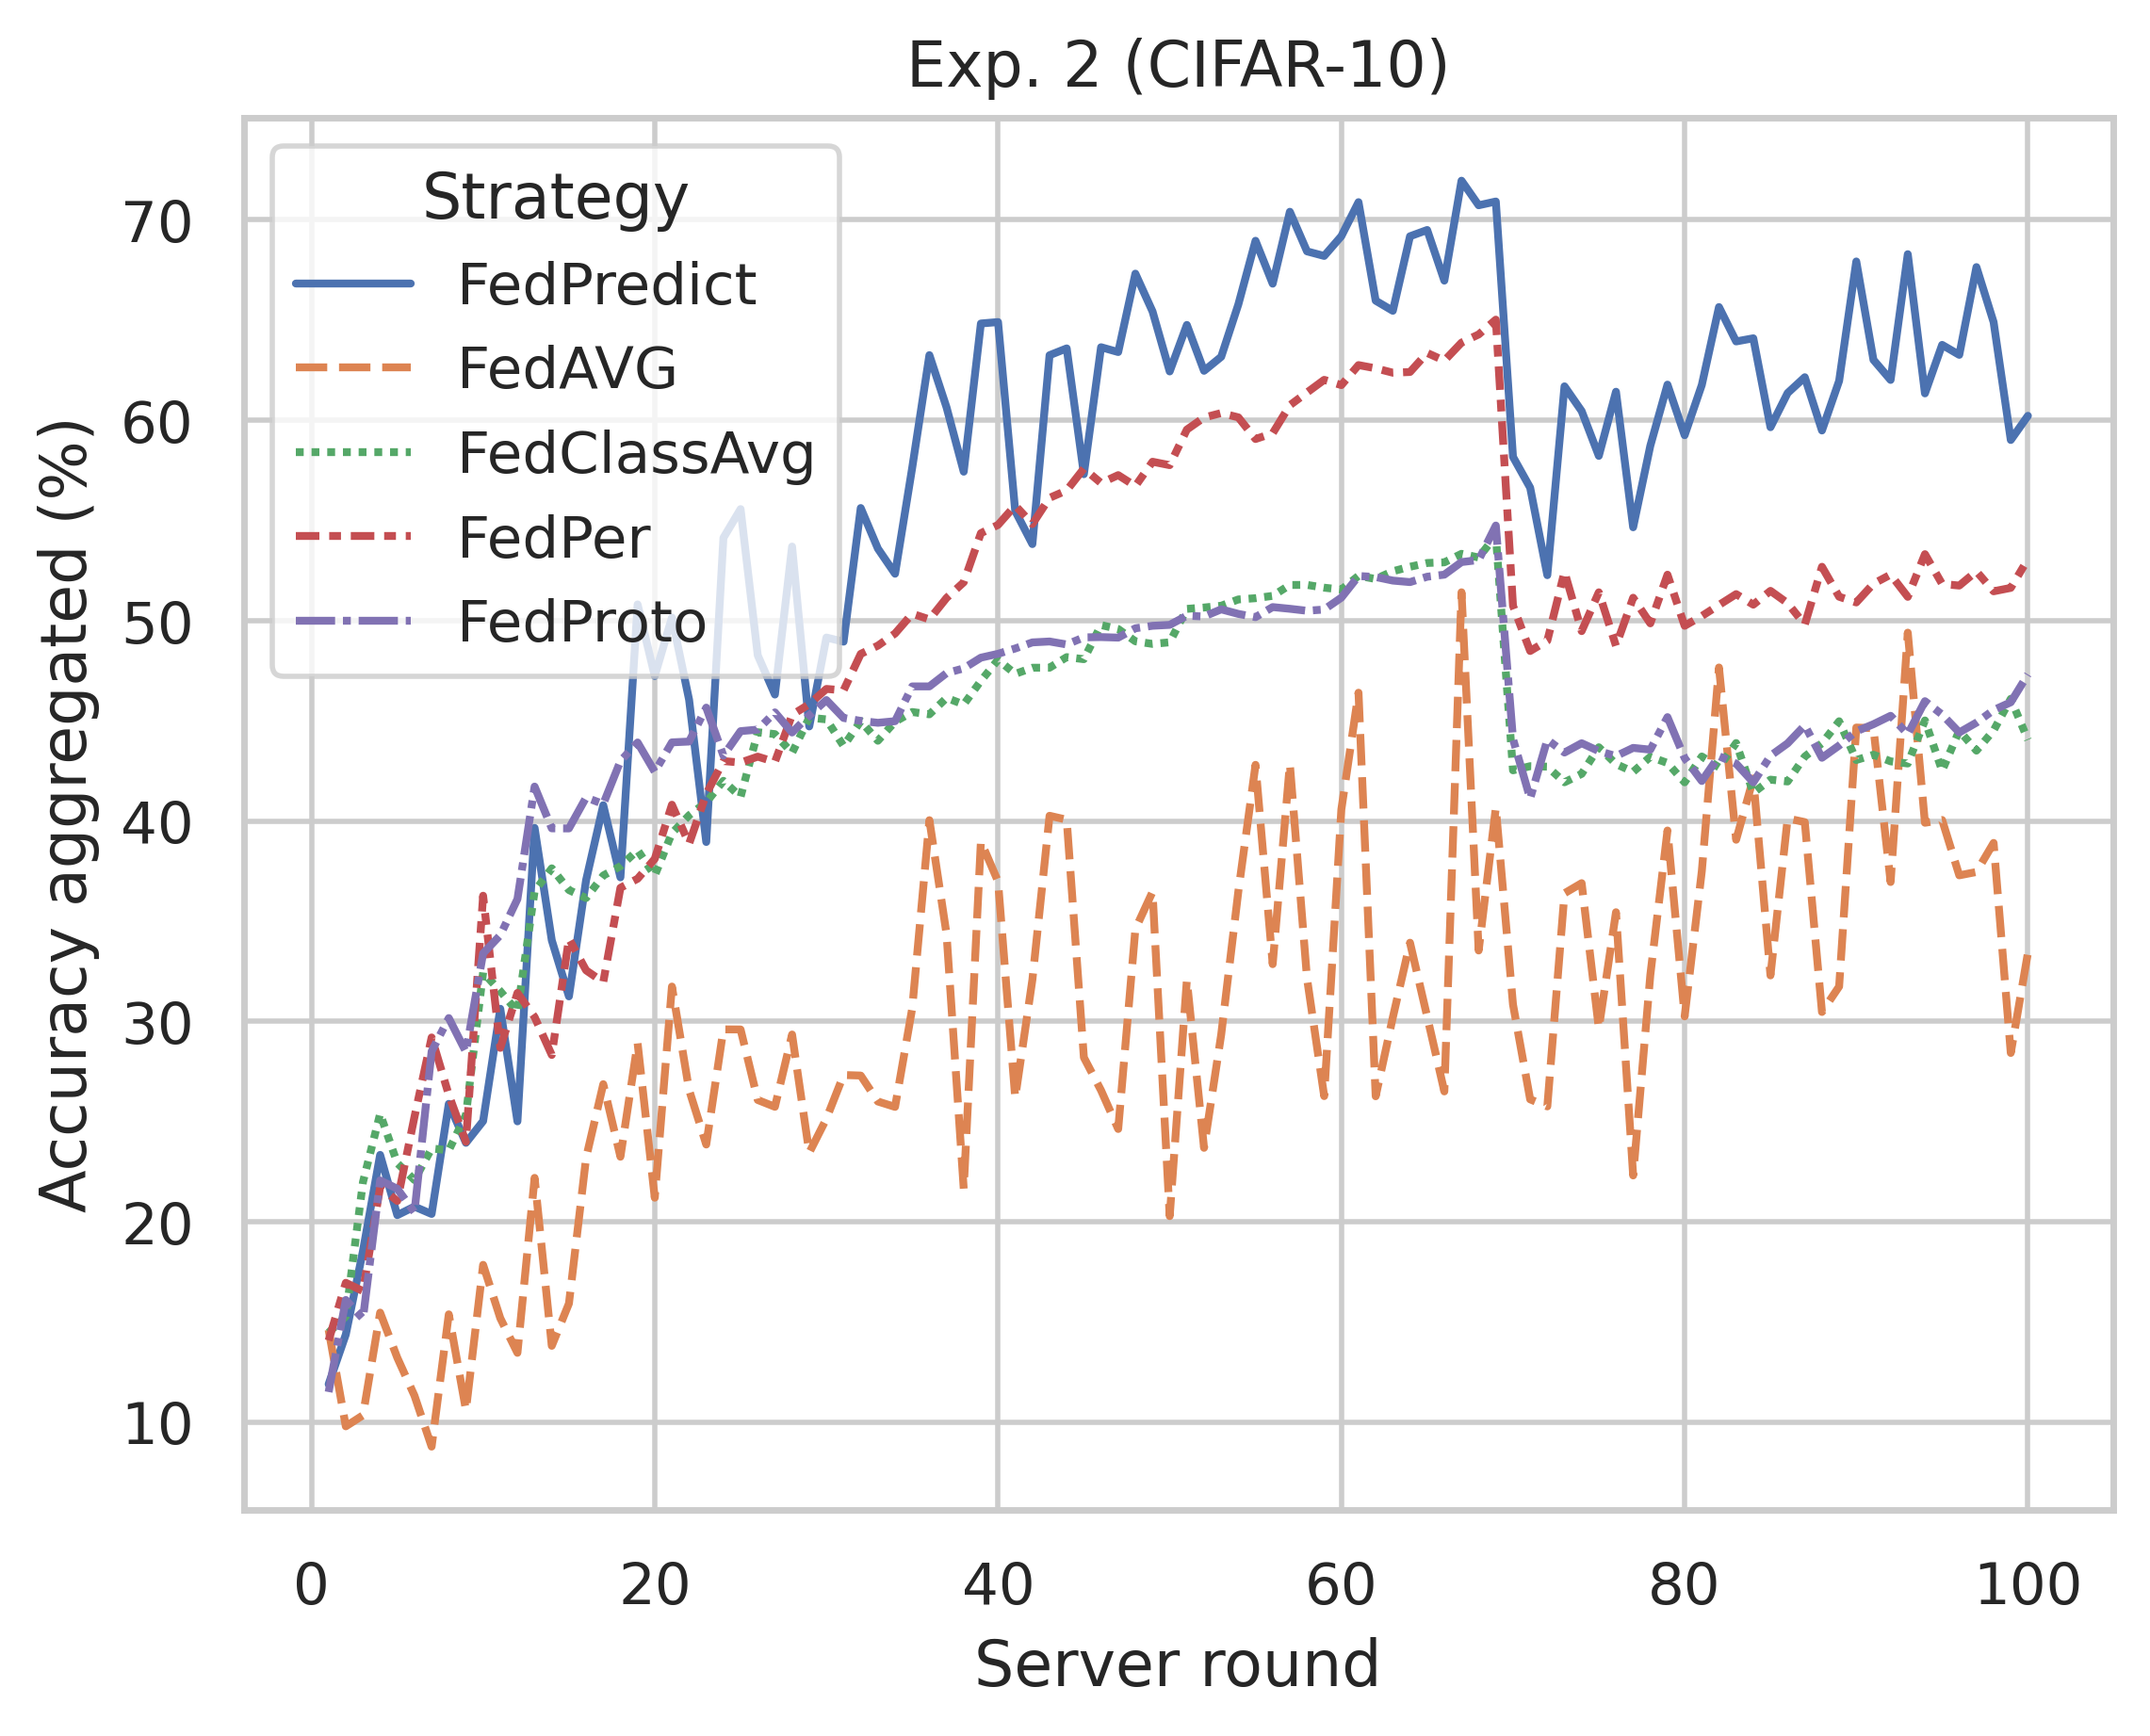 Exp. 2 (CIFAR-10)
Accuracy aggregated (%)
70
60
50
40
30
20
10
Strategy
FedPredict
FedAVG
FedClassAvg
FedPer
FedProto
0 20 40 60 80 100
Server round